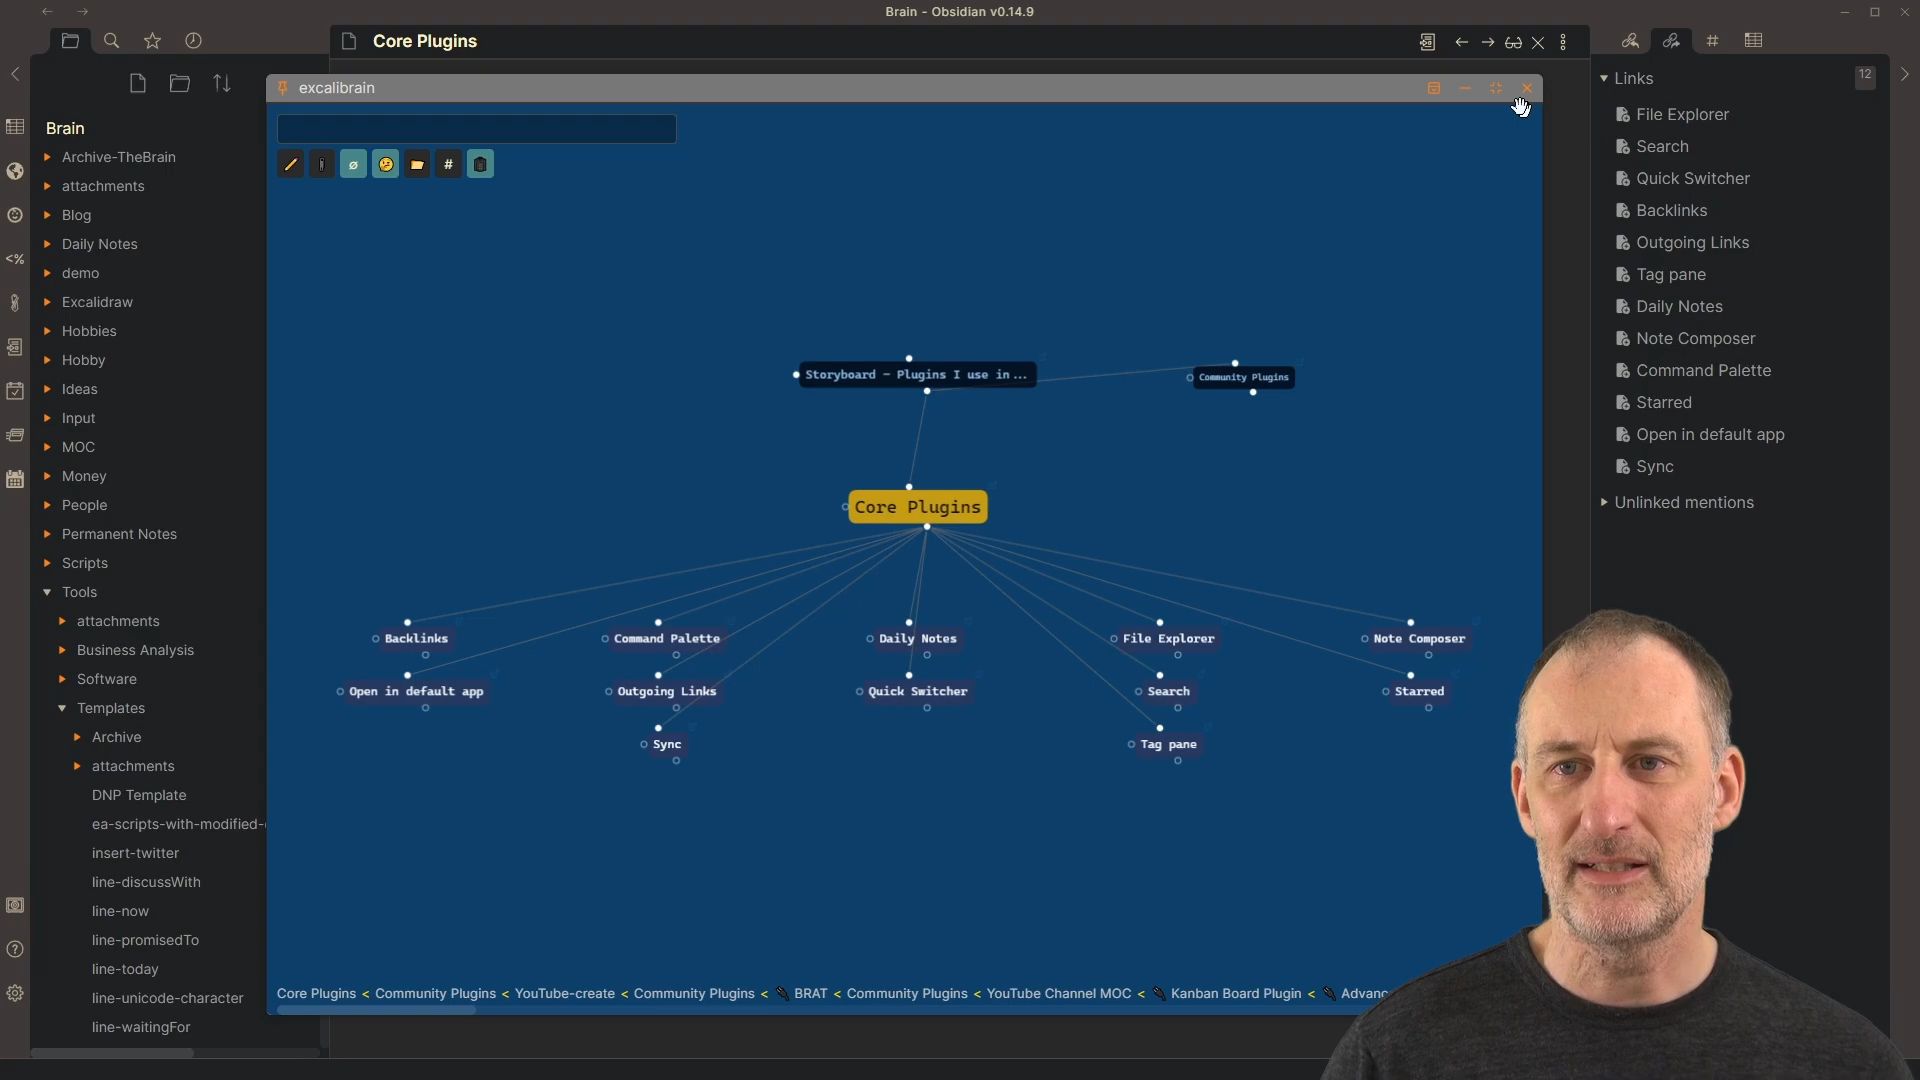 Brain - Obsidian v0.14.9
Core Plugins
excalibrain
Brain
Archive-TheBrain
attachments
Blog
Daily Notes
demo
Excalidraw
Hobbies
Hobby
Ideas
Input
MOC
Money
People
Permanent Notes
Scripts
Tools
attachments
Business Analysis
Software
Templates
Archive
attachments
DNP Template
ea-scripts-with-modified-
insert-twitter
line-discussWith
line-now
line-promisedTo
line-today
line-unicode-character
line-waitingFor
<%
#
Storyboard - Plugins I use in ...
Community Plugins
Core Plugins
Backlinks
Command Palette
Daily Notes
File Explorer
Note Composer
Open in default app
Outgoing Links
Quick Switcher
Search
Starred
Sync
Tag pane
Core Plugins < Community Plugins < YouTube-create < Community Plugins < BRAT < Community Plugins < YouTube Channel MOC < Kanban Board Plugin < Advanc
#
Links
12
File Explorer
Search
Quick Switcher
Backlinks
Outgoing Links
Tag pane
Daily Notes
Note Composer
Command Palette
Starred
Open in default app
Sync
Unlinked mentions